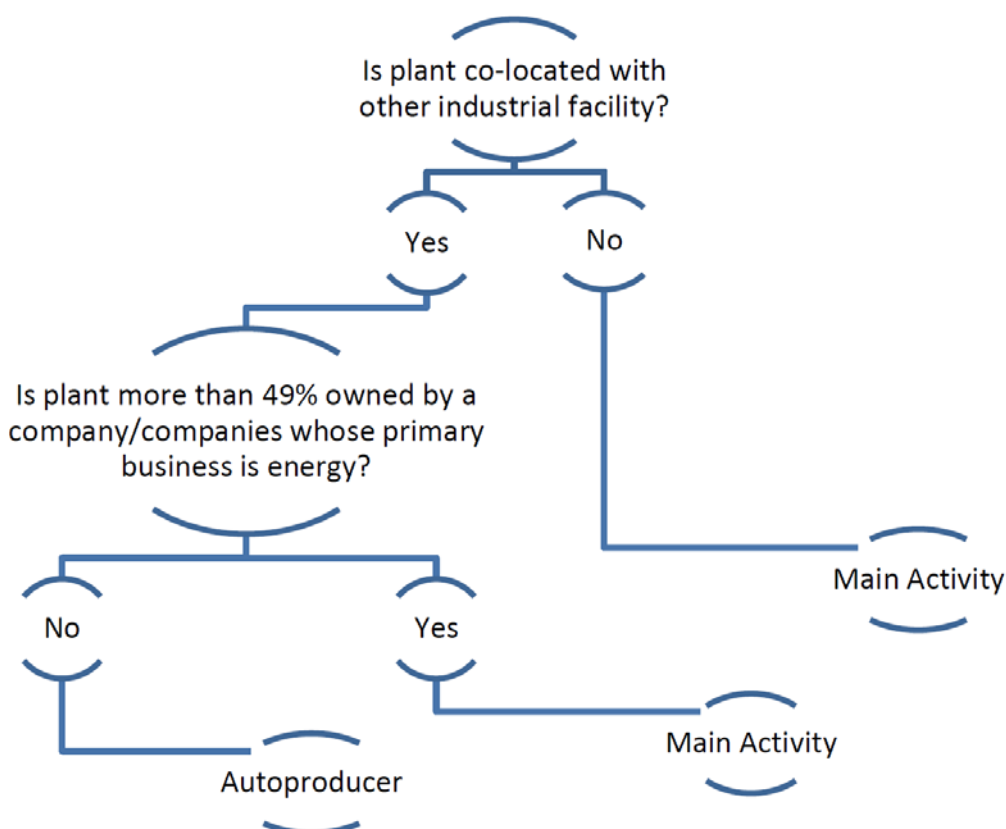 Is plant co-located with
other industrial facility?
Yes
No
Is plant more than 49% owned by a
company/companies whose primary
business is energy?
No
Yes
Main Activity
Main Activity
Autoproducer